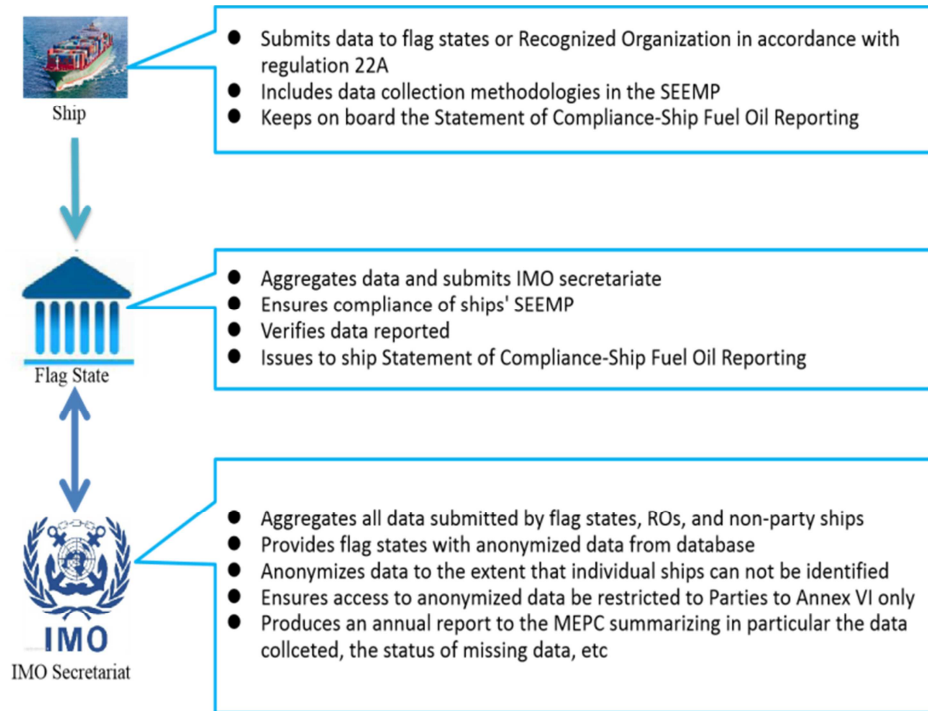 ● Submits data to flag states or Recognized Organization in accordance with
regulation 22A
● Includes data collection methodologies in the SEEMP
● Keeps on board the Statement of Compliance-Ship Fuel Oil Reporting
Ship
● Aggregates data and submits IMO secretariate
● Ensures compliance of ships' SEEMP
● Verifies data reported
● Issues to ship Statement of Compliance-Ship Fuel Oil Reporting
Flag State
● Aggregates all data submitted by flag states, ROs, and non-party ships
● Provides flag states with anonymized data from database
● Anonymizes data to the extent that individual ships can not be identified
● Ensures access to anonymized data be restricted to Parties to Annex VI only
● Produces an annual report to the MEPC summarizing in particular the data
collceted, the status of missing data, etc
IMO
IMO Secretariat